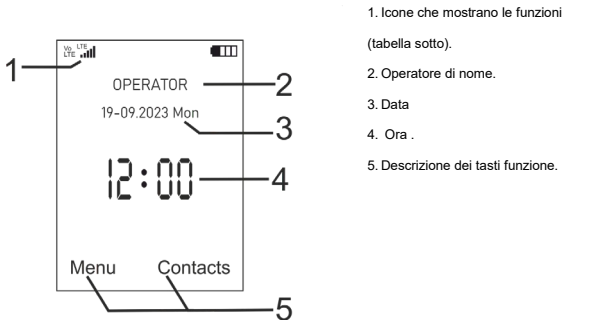 Vo LTE LTE
1
OPERATOR
2
19-09.2023 Mon
3
12:00
4
Menu Contacts
5
1. Icone che mostrano le funzioni
(tabella sotto).
2. Operatore di nome.
3. Data
4. Ora .
5. Descrizione dei tasti funzione.